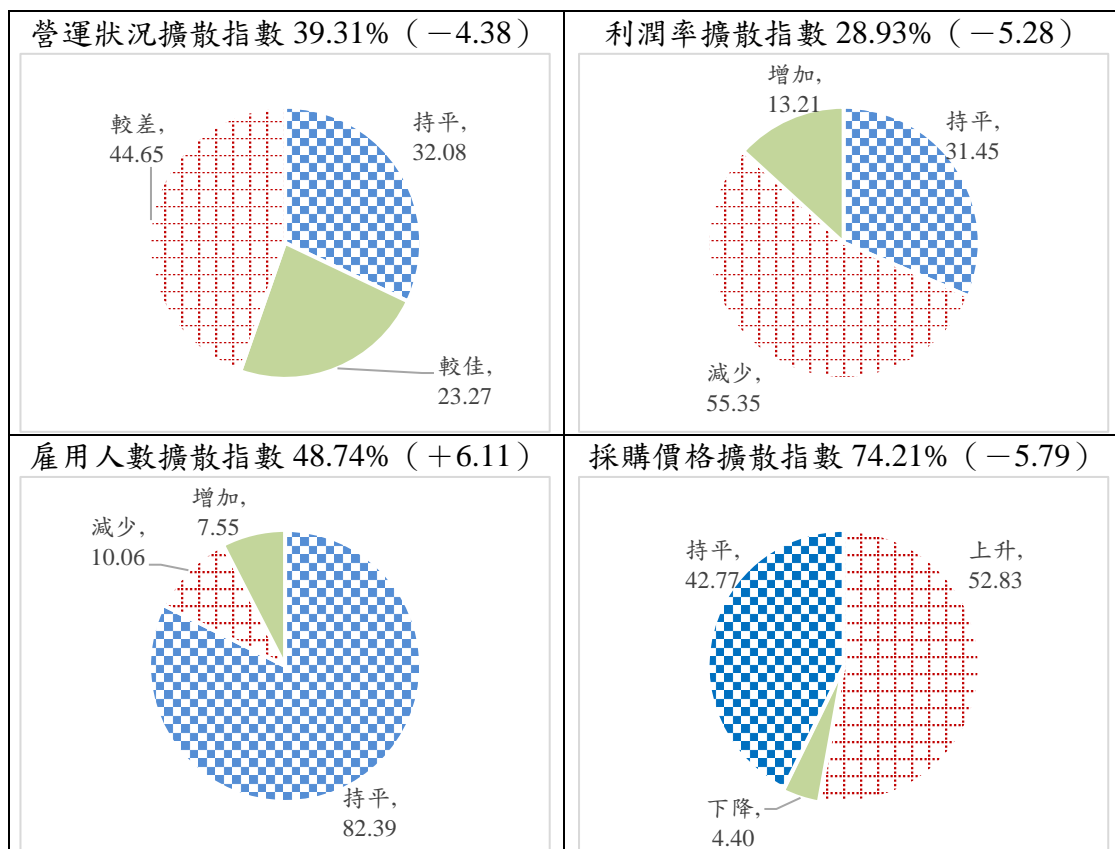 營運狀況擴散指數 39.31%（－4.38）
較差,
44.65
持平,
32.08
較佳,
23.27
利潤率擴散指數 28.93%（－5.28）
增加,
13.21
持平,
31.45
減少,
55.35
雇用人數擴散指數 48.74%（＋6.11）
增加,
7.55
減少,
10.06
持平,
82.39
採購價格擴散指數 74.21%（－5.79）
持平,
42.77
上升,
52.83
下降,
4.40